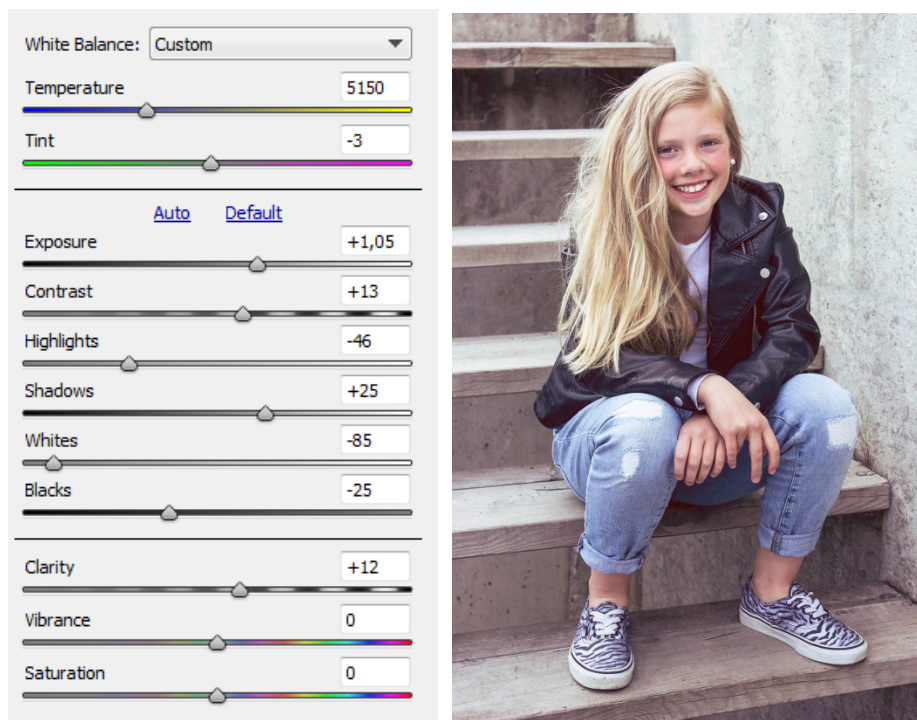 White Balance: Custom
Temperature 5150
Tint -3
Auto Default
Exposure +1,05
Contrast +13
Highlights -46
Shadows +25
Whites -85
Blacks -25
Clarity +12
Vibrance 0
Saturation 0